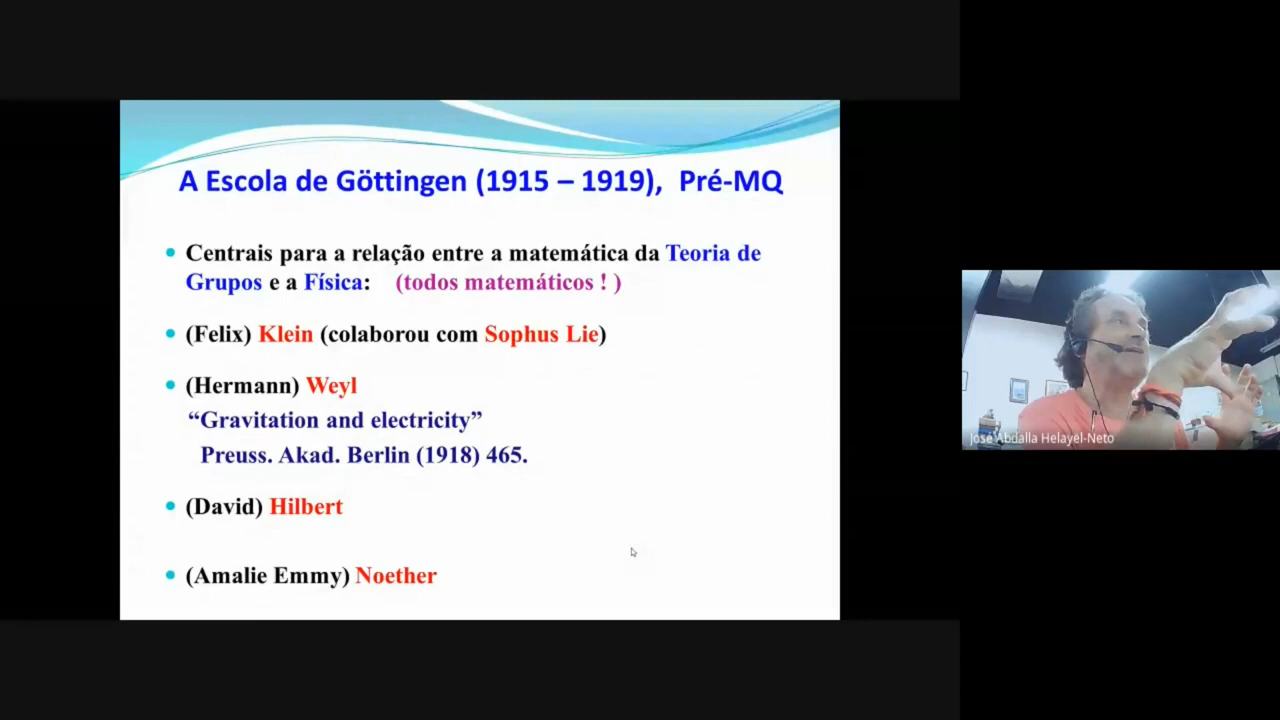 A Escola de Göttingen (1915 – 1919), Pré-MQ
Centrais para a relação entre a matemática da Teoria de
Grupos e a Física: (todos matemáticos ! )
(Felix) Klein (colaborou com Sophus Lie)
(Hermann) Weyl
“Gravitation and electricity”
Preuss. Akad. Berlin (1918) 465.
(David) Hilbert
(Amalie Emmy) Noether
José Abdalla Helayël-Neto